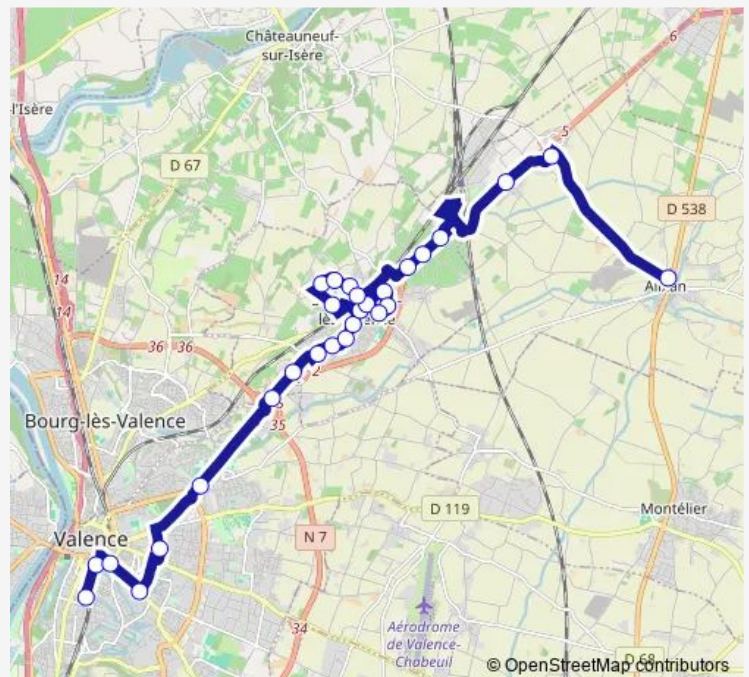 Châteauneuf-
sur-Isère
6
l'Isère
5
D 67
D 538
14
14
36
36
2
Bourg-lès-Valence
35
D 119
Montélier
Valence
N 7
34
Aérodrome
de Valence-
Chabeuil
D 68
© OpenStreetMap contributors